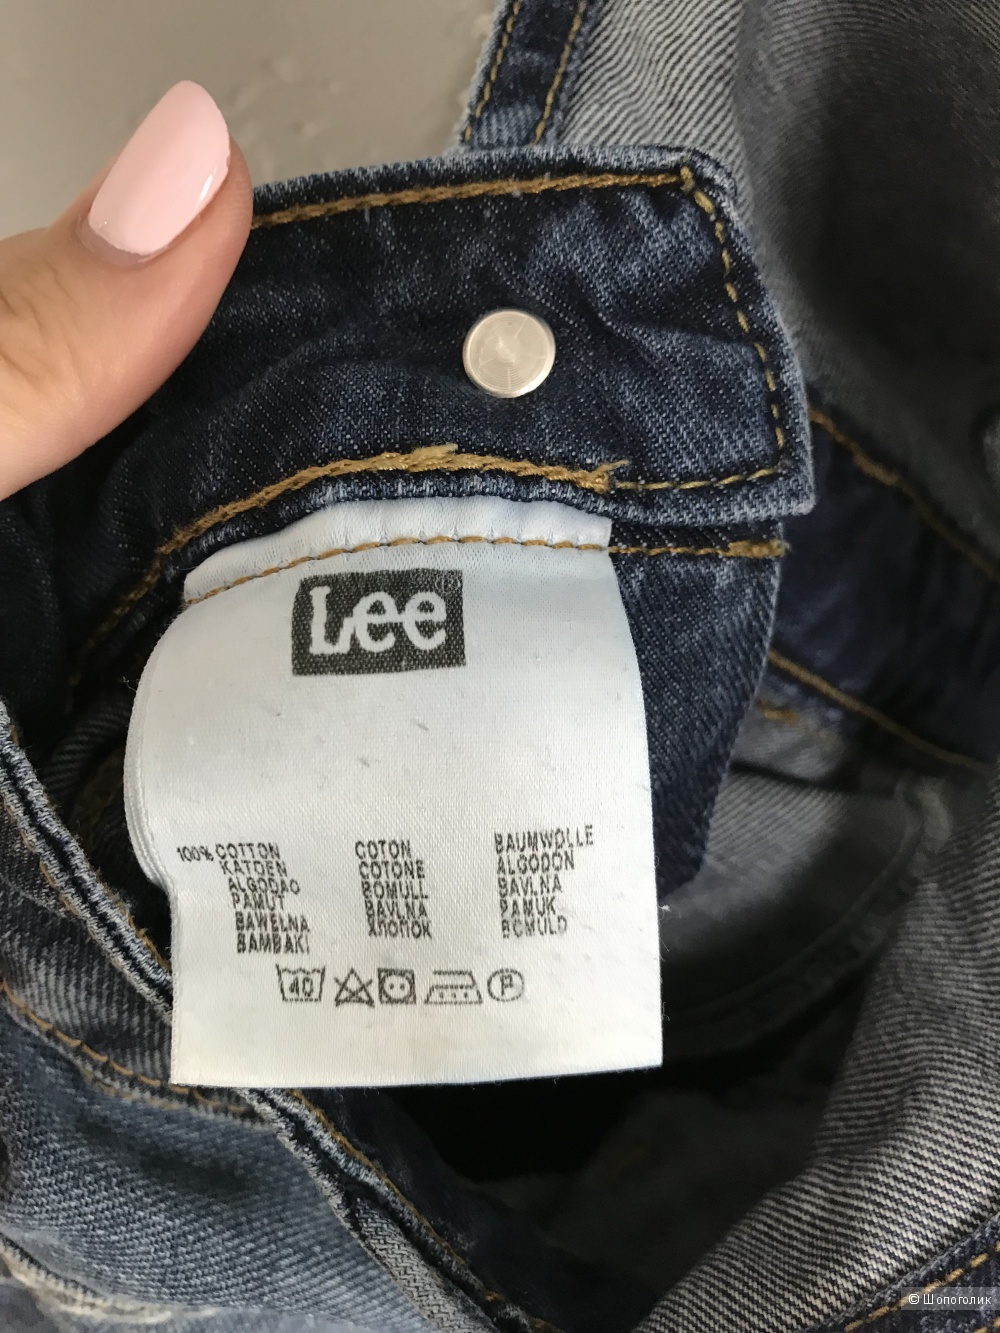 Lee
100% COTTON COTON BAUMWOLLE
KATOEN COTONE ALGODON
ALGODAO BOMULL BAVLNA
PAMUT BAVLNA PAMUK
BAWELNA ХЛОПОК BOMULD
BAMBAKI
40 P
© Шопоголик